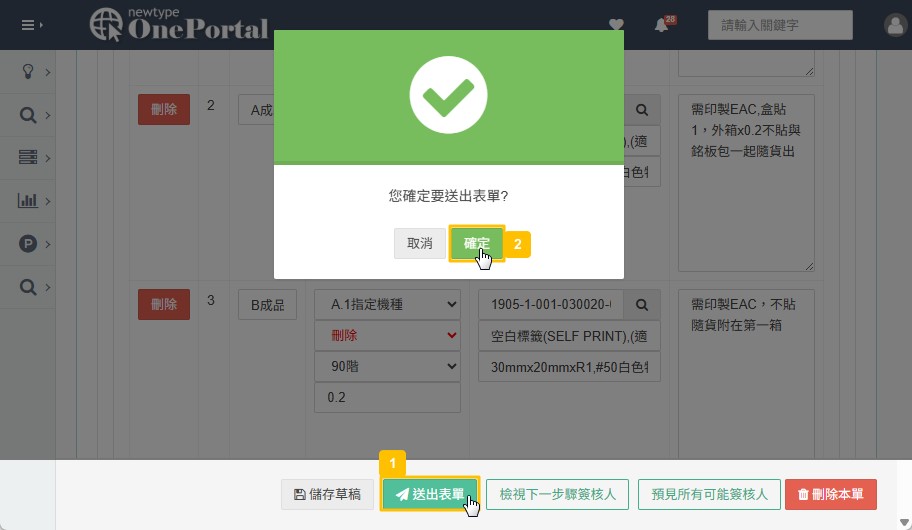 newtype
OnePortal
28
請輸入關鍵字
刪除
2
A成
),(適
白色特
需印製EAC,盒貼
1，外箱x0.2不貼與
銘板包一起隨貨出
您確定要送出表單?
取消
確定
2
刪除
3
B成品
A.1指定機種
刪除
90階
0.2
1905-1-001-030020-
空白標籤(SELF PRINT),(適
30mmx20mmxR1,#50白色特
需印製EAC，不貼
隨貨附在第一箱
1
儲存草稿
送出表單
檢視下一步驟簽核人
預見所有可能簽核人
刪除本單
P